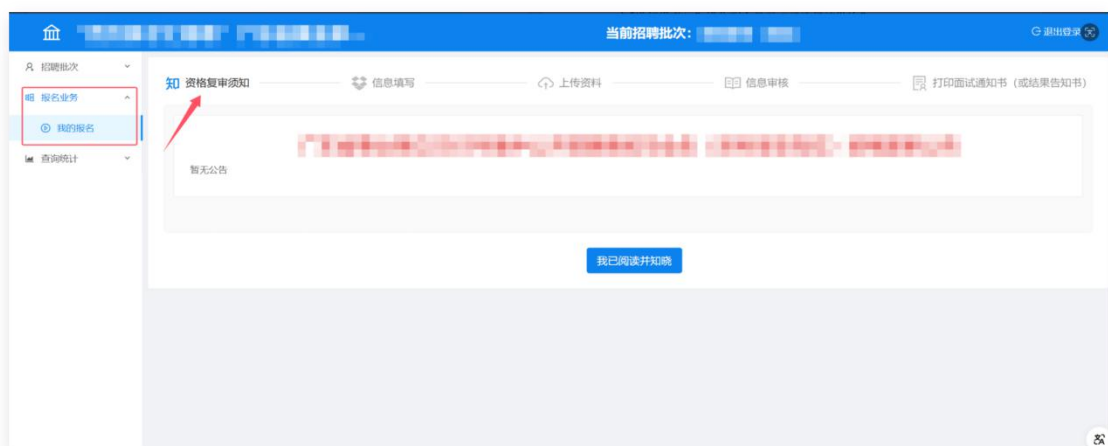 当前招聘批次：
退出登录
招聘批次
报名业务
我的报名
查询统计
知 资格复审须知
信息填写
上传资料
信息审核
打印面试通知书（或结果告知书）
暂无公告
我已阅读并知晓